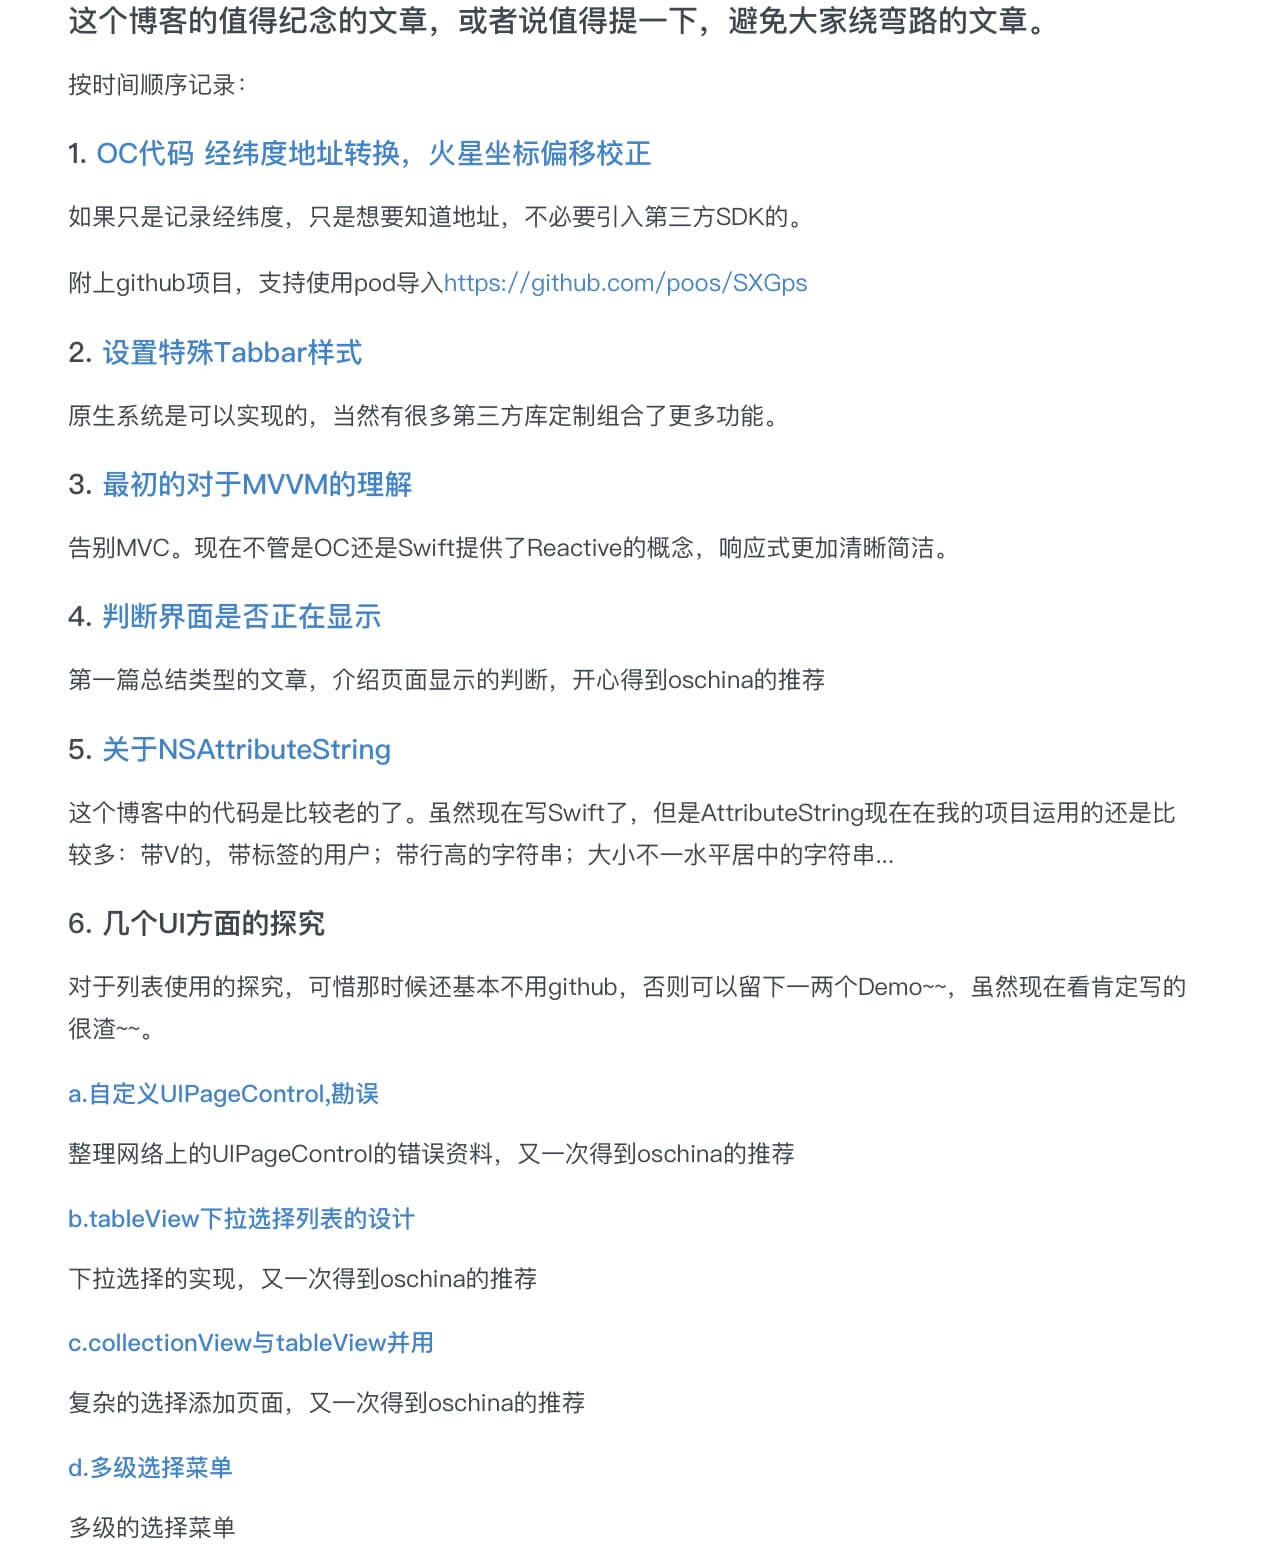 这个博客的值得纪念的文章，或者说值得提一下，避免大家绕弯路的文章。
按时间顺序记录：
1. OC代码 经纬度地址转换，火星坐标偏移校正
如果只是记录经纬度，只是想要知道地址，不必要引入第三方SDK的。
附上github项目，支持使用pod导入https://github.com/poos/SXGps
2. 设置特殊Tabbar样式
原生系统是可以实现的，当然有很多第三方库定制组合了更多功能。
3. 最初的对于MVVM的理解
告别MVC。现在不管是OC还是Swift提供了Reactive的概念，响应式更加清晰简洁。
4. 判断界面是否正在显示
第一篇总结类型的文章，介绍页面显示的判断，开心得到oschina的推荐
5. 关于NSAttributeString
这个博客中的代码是比较老的了。虽然现在写Swift了，但是AttributeString现在在我的项目运用的还是比
较多：带V的，带标签的用户；带行高的字符串；大小不一水平居中的字符串...
6. 几个UI方面的探究
对于列表使用的探究，可惜那时候还基本不用github，否则可以留下一两个Demo~~，虽然现在看肯定写的
很渣~~。
a.自定义UIPageControl,勘误
整理网络上的UIPageControl的错误资料，又一次得到oschina的推荐
b.tableView下拉选择列表的设计
下拉选择的实现，又一次得到oschina的推荐
c.collectionView与tableView并用
复杂的选择添加页面，又一次得到oschina的推荐
d.多级选择菜单
多级的选择菜单